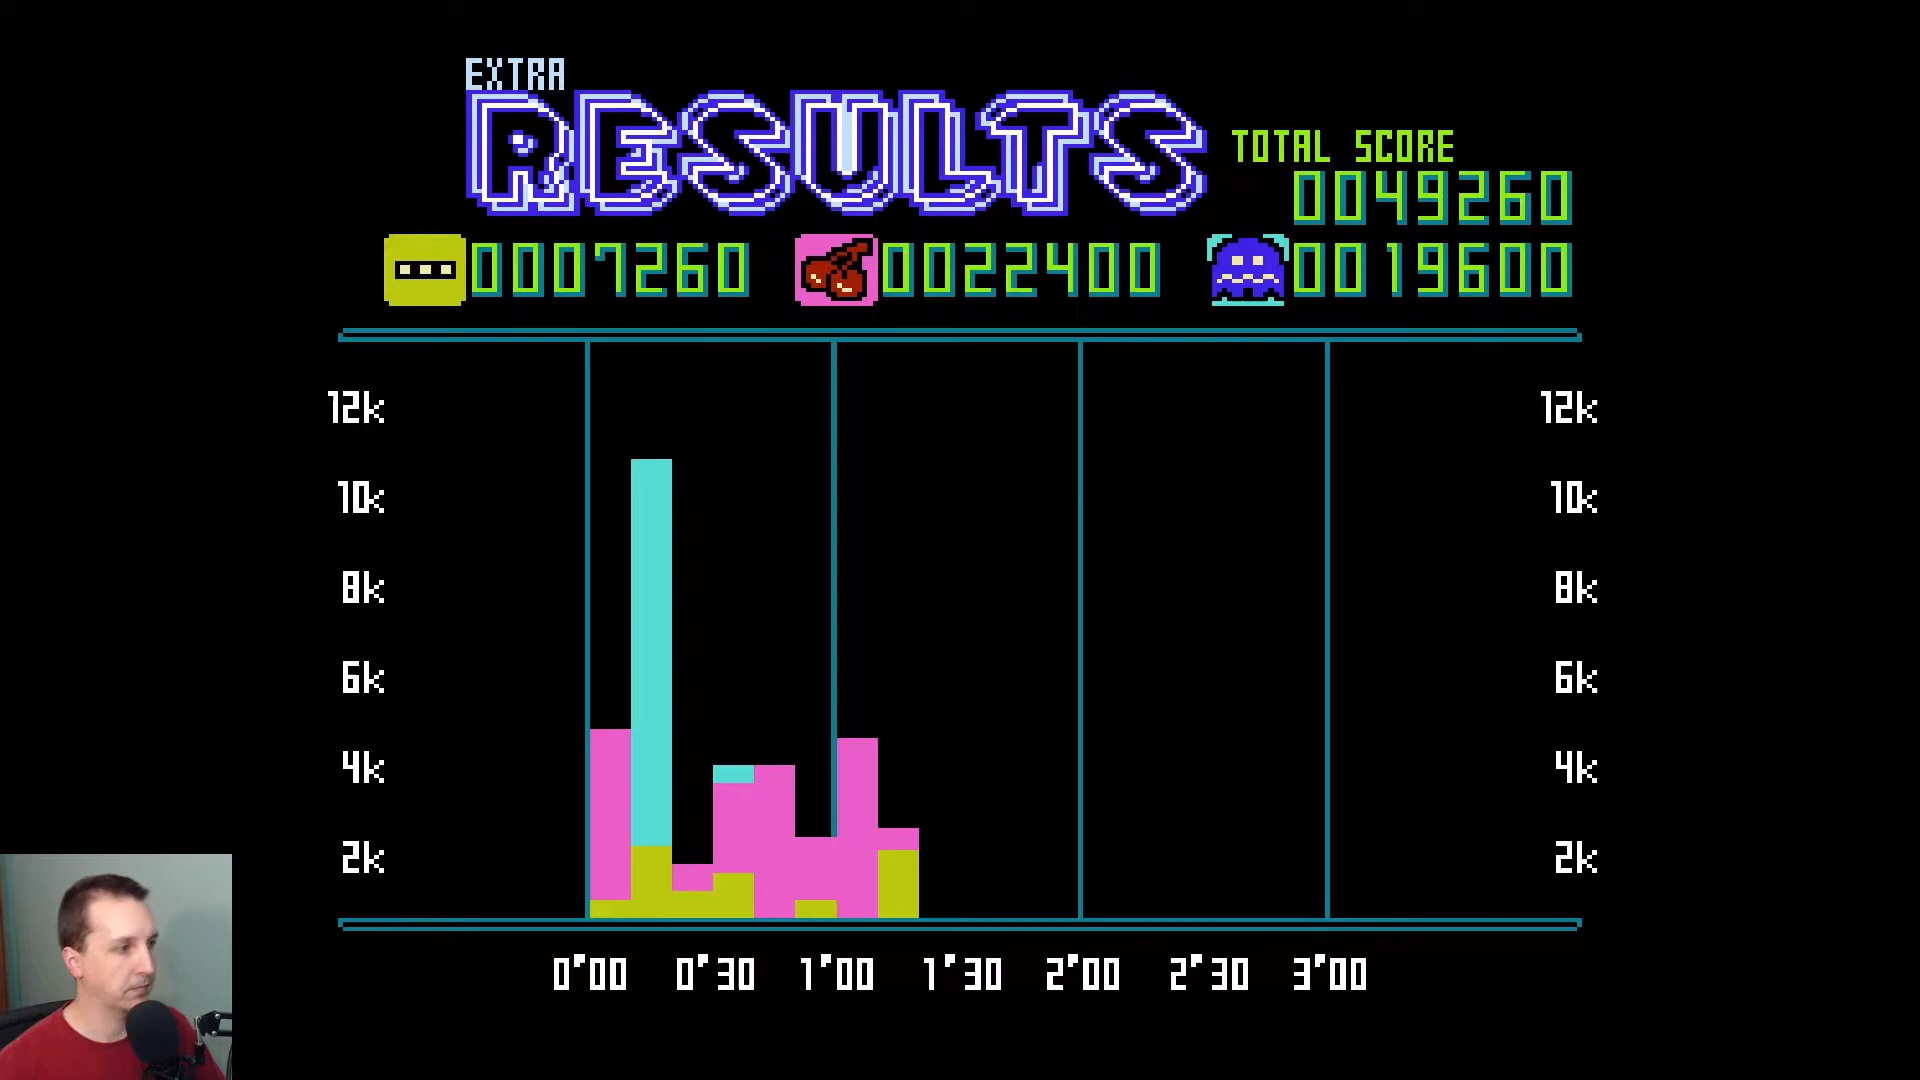 EXTRA
RESULTS
TOTAL SCORE
0049260
0007260 0022400 0019600
12k 12k
10k 10k
8k 8k
6k 6k
4k 4k
2k 2k
0"00 0"30 1"00 1"30 2"00 2"30 3"00